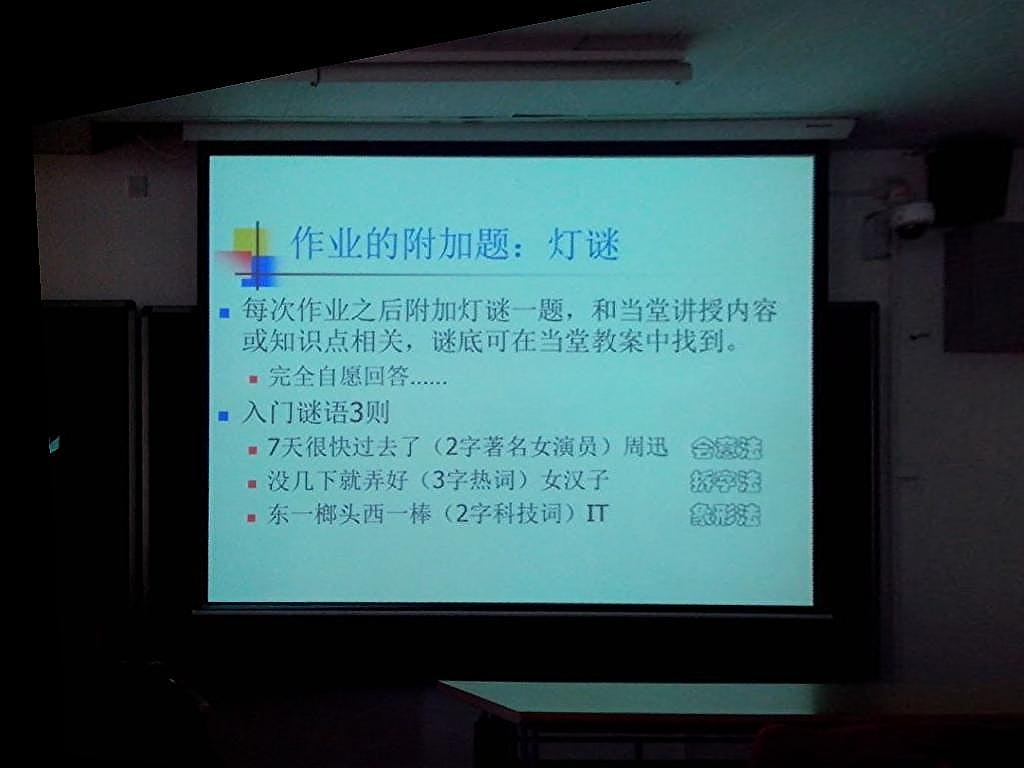 作业的附加题：灯谜
每次作业之后附加灯谜一题，和当堂讲授内容
或知识点相关，谜底可在当堂教案中找到。
完全自愿回答……
入门谜语3则
7天很快过去了（2字著名女演员）周迅 会意法
没几下就弄好（3字热词）女汉子 拆字法
东一榔头西一棒（2字科技词）IT 象形法